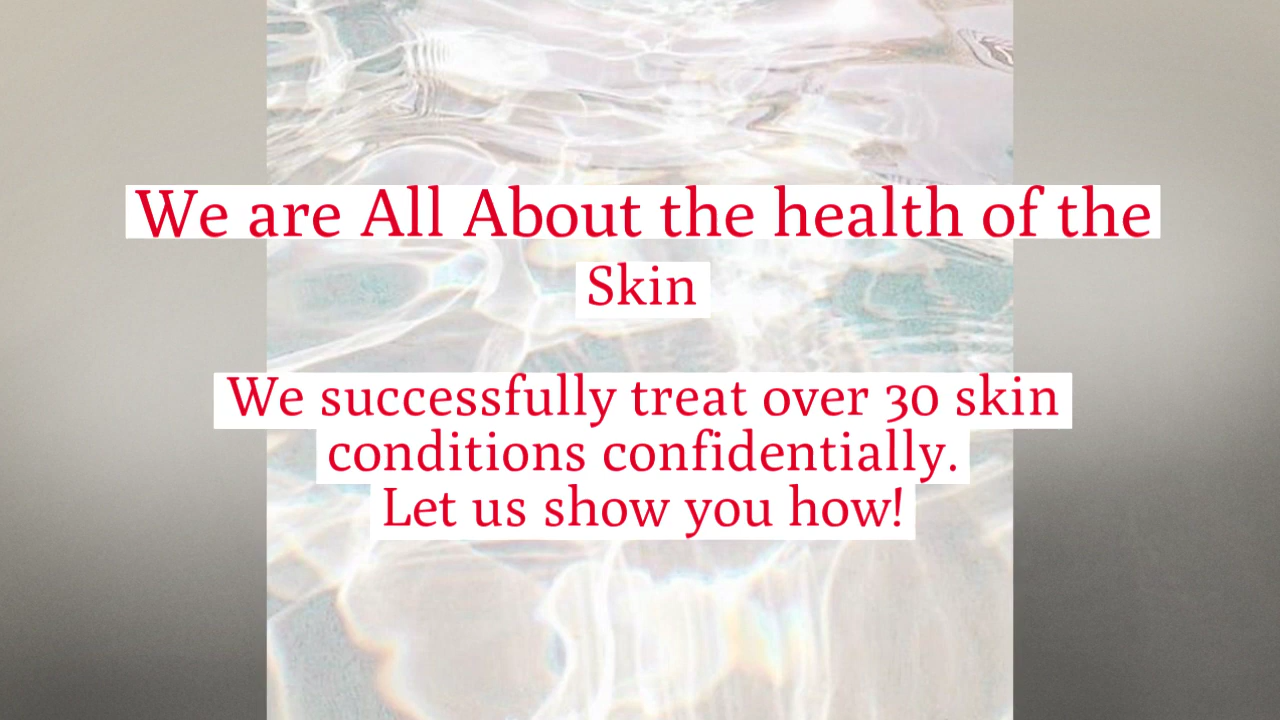 We are All About the health of the
Skin
We successfully treat over 30 skin
conditions confidentially.
Let us show you how!